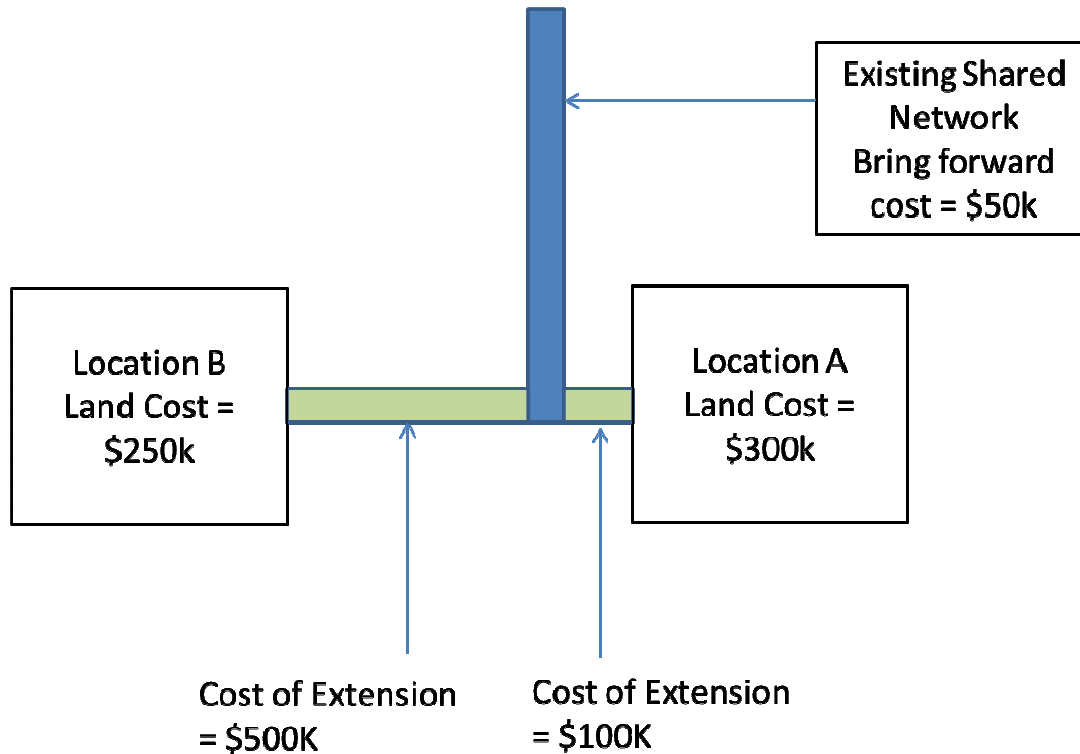 Existing Shared
Network
Bring forward
cost = $50k
Location B
Land Cost =
$250k
Location A
Land Cost =
$300k
Cost of Extension
= $500K
Cost of Extension
= $100K